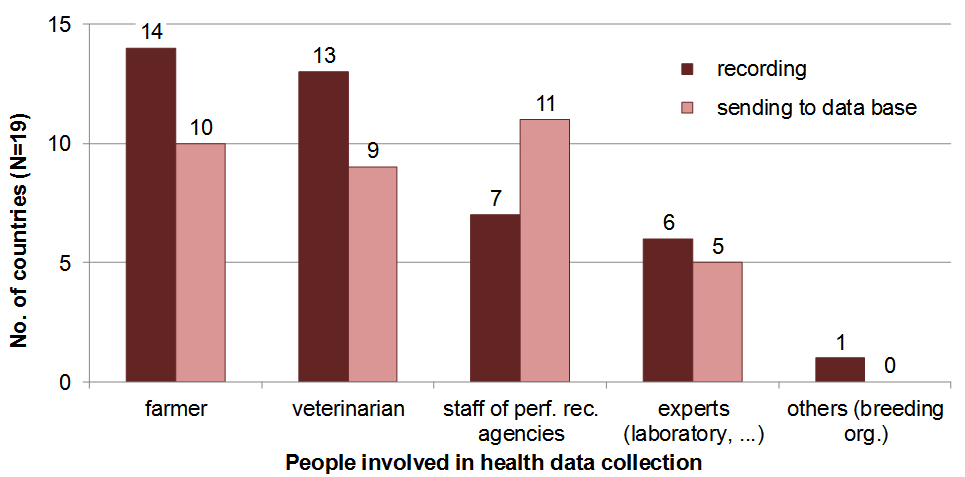 15
14
13
recording
sending to data base
11
10
10
9
7
6
5
5
1
0
0
No. of countries (N=19)
farmer
veterinarian
staff of perf. rec.
agencies
experts
(laboratory, ...)
others (breeding
org.)
People involved in health data collection